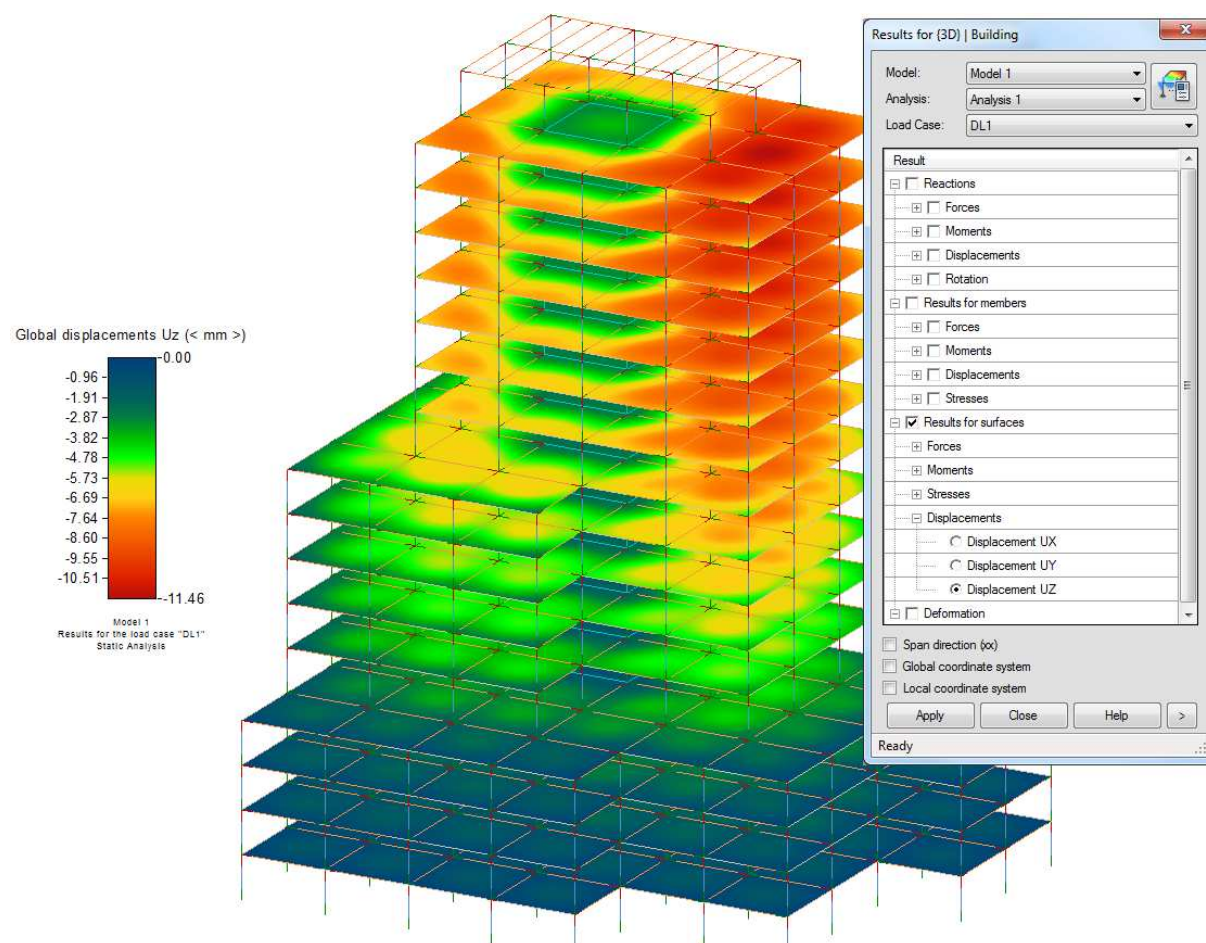 Results for {3D} | Building
Model: Model 1
Analysis: Analysis 1
Load Case: DL1
Result
Reactions
Forces
Moments
Displacements
Rotation
Results for members
Forces
Moments
Displacements
Stresses
Results for surfaces
Forces
Moments
Stresses
Displacements
Displacement UX
Displacement UY
Displacement UZ
Deformation
Span direction (xx)
Global coordinate system
Local coordinate system
Apply Close Help >
Ready
Global displacements Uz (< mm >)
0.00
-0.96
-1.91
-2.87
-3.82
-4.78
-5.73
-6.69
-7.64
-8.60
-9.55
-10.51
-11.46
Model 1
Results for the load case "DL1"
Static Analysis